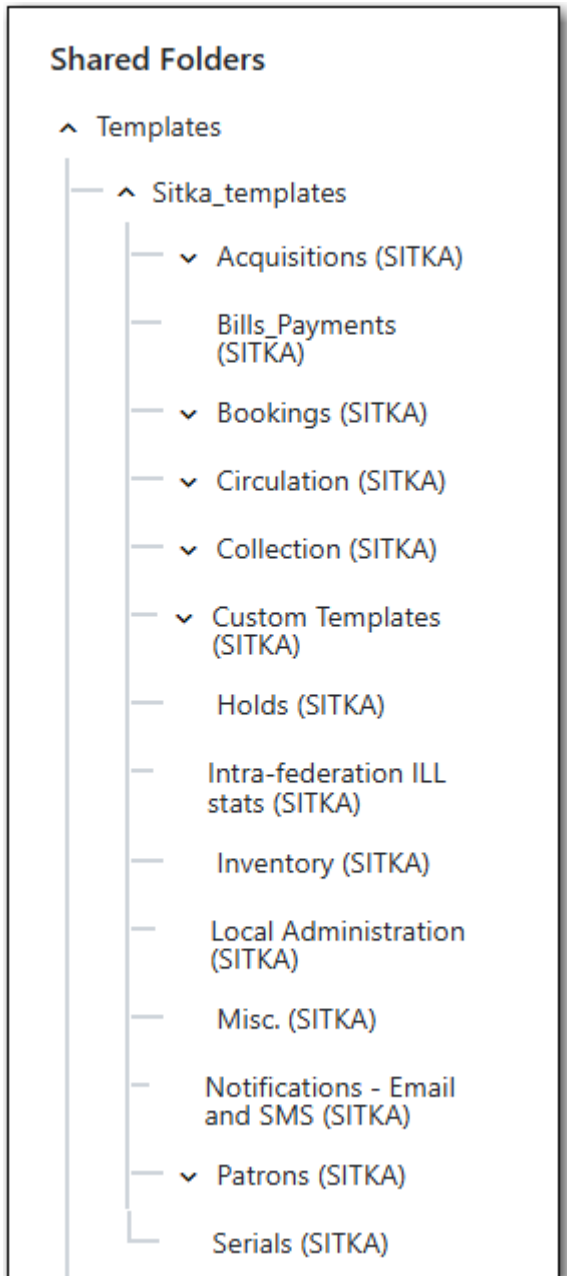 Shared Folders
Templates
Sitka_templates
Acquisitions (SITKA)
Bills_Payments
(SITKA)
Bookings (SITKA)
Circulation (SITKA)
Collection (SITKA)
Custom Templates
(SITKA)
Holds (SITKA)
Intra-federation ILL
stats (SITKA)
Inventory (SITKA)
Local Administration
(SITKA)
Misc. (SITKA)
Notifications - Email
and SMS (SITKA)
Patrons (SITKA)
Serials (SITKA)